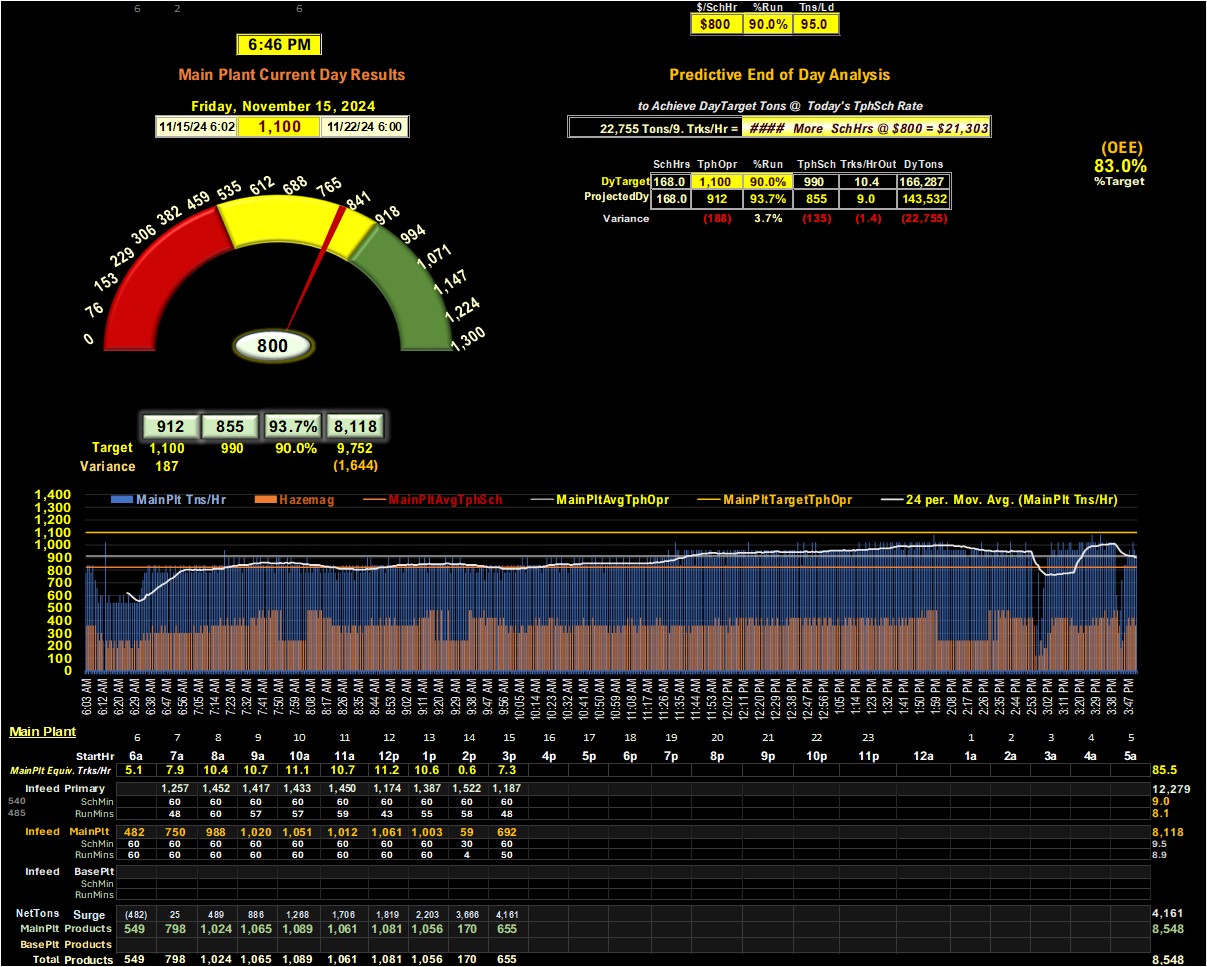 6 2 6
$/SchHr %Run Tns/Ld
$800 90.0% 95.0
6:46 PM
Main Plant Current Day Results
Predictive End of Day Analysis
Friday, November 15, 2024
to Achieve DayTarget Tons @ Today's TphSch Rate
11/15/24 6:02 1,100 11/22/24 6:00
22,755 Tons/9. Trks/Hr = #### More SchHrs @ $800 = $21,303
(OEE)
83.0%
%Target
SchHrs TphOpr %Run TphSch Trks/HrOut DyTons
DyTarget 168.0 1,100 90.0% 990 10.4 166,287
ProjectedDy 168.0 912 93.7% 855 9.0 143,532
Variance (188) 3.7% (135) (1.4) (22,755)
0 76 153 229 306 382 459 535 612 688 765 841 918 994 1,071 1,147 1,224 1,300
800
912 855 93.7% 8,118
Target 1,100 990 90.0% 9,752
Variance 187 (1,644)
MainPlt Tns/Hr Hazemag MainPltAvgTphSch MainPltAvgTphOpr MainPltTargetTphOpr 24 per. Mov. Avg. (MainPlt Tns/Hr)
1,400
1,300
1,200
1,100
1,000
900
800
700
600
500
400
300
200
100
0
6:03 AM 6:12 AM 6:20 AM 6:29 AM 6:38 AM 6:47 AM 6:56 AM 7:05 AM 7:14 AM 7:23 AM 7:32 AM 7:41 AM 7:50 AM 7:59 AM 8:08 AM 8:17 AM 8:26 AM 8:35 AM 8:44 AM 8:53 AM 9:02 AM 9:11 AM 9:20 AM 9:29 AM 9:38 AM 9:47 AM 9:56 AM 10:05 AM 10:14 AM 10:23 AM 10:32 AM 10:41 AM 10:50 AM 10:59 AM 11:08 AM 11:17 AM 11:26 AM 11:35 AM 11:44 AM 11:53 AM 12:02 PM 12:11 PM 12:20 PM 12:29 PM 12:38 PM 12:47 PM 12:56 PM 1:05 PM 1:14 PM 1:23 PM 1:32 PM 1:41 PM 1:50 PM 1:59 PM 2:08 PM 2:17 PM 2:26 PM 2:35 PM 2:44 PM 2:53 PM 3:02 PM 3:11 PM 3:20 PM 3:29 PM 3:38 PM 3:47 PM
Main Plant
6 7 8 9 10 11 12 13 14 15 16 17 18 19 20 21 22 23 1 2 3 4 5
StartHr 6a 7a 8a 9a 10a 11a 12p 1p 2p 3p 4p 5p 6p 7p 8p 9p 10p 11p 12a 1a 2a 3a 4a 5a
MainPlt Equiv. Trks/Hr 5.1 7.9 10.4 10.7 11.1 10.7 11.2 10.6 0.6 7.3 85.5
Infeed Primary 1,257 1,452 1,417 1,433 1,450 1,174 1,387 1,522 1,187 12,279
540 SchMin 60 60 60 60 60 60 60 60 60 9.0
485 RunMins 48 60 57 57 59 43 55 58 48 8.1
Infeed MainPlt 482 750 988 1,020 1,051 1,012 1,061 1,003 59 692 8,118
SchMin 60 60 60 60 60 60 60 60 30 60 9.5
RunMins 60 60 60 60 60 60 60 60 4 50 8.9
Infeed BasePlt
SchMin
RunMins
NetTons Surge (482) 25 489 886 1,268 1,706 1,819 2,203 3,666 4,161 4,161
MainPlt Products 549 798 1,024 1,065 1,089 1,061 1,081 1,056 170 655 8,548
BasePlt Products
Total Products 549 798 1,024 1,065 1,089 1,061 1,081 1,056 170 655 8,548